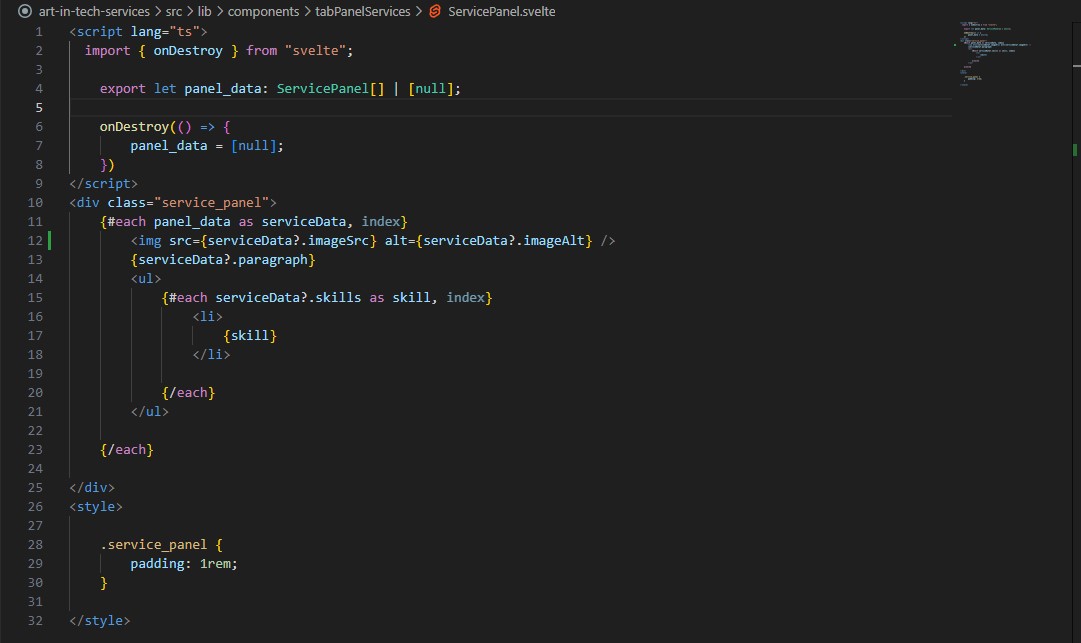 art-in-tech-services > src > lib > components > tabPanelServices > ServicePanel.svelte
1 <script lang="ts">
2   import { onDestroy } from "svelte";
3
4     export let panel_data: ServicePanel[] | [null];
5
6     onDestroy(() => {
7         panel_data = [null];
8     })
9 </script>
10 <div class="service_panel">
11     {#each panel_data as serviceData, index}
12         <img src={serviceData?.imageSrc} alt={serviceData?.imageAlt} />
13         {serviceData?.paragraph}
14         <ul>
15             {#each serviceData?.skills as skill, index}
16                 <li>
17                     {skill}
18                 </li>
19
20             {/each}
21         </ul>
22
23     {/each}
24
25 </div>
26 <style>
27
28     .service_panel {
29         padding: 1rem;
30     }
31
32 </style>